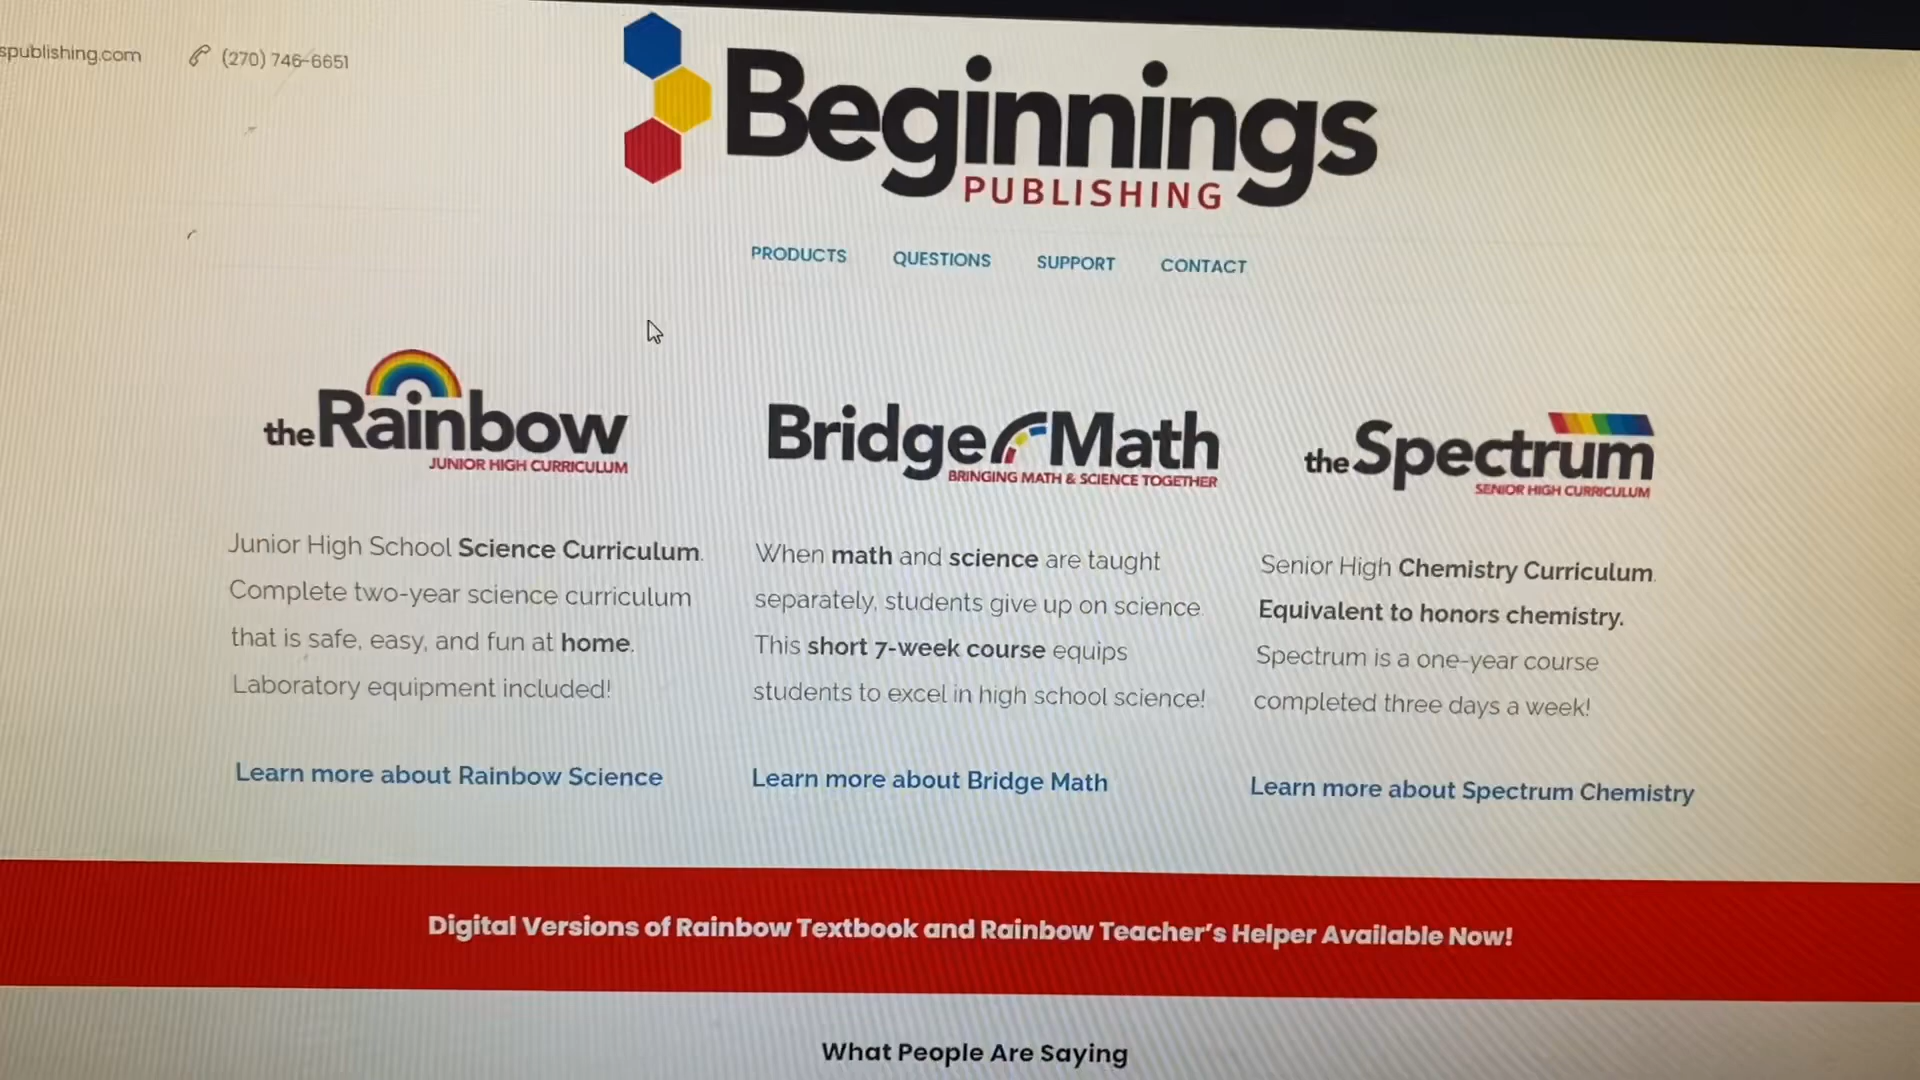 spublishing.com (270) 746-6651
Beginnings
PUBLISHING
PRODUCTS QUESTIONS SUPPORT CONTACT
the Rainbow
JUNIOR HIGH CURRICULUM
Junior High School Science Curriculum.
Complete two-year science curriculum
that is safe, easy, and fun at home.
Laboratory equipment included!
Learn more about Rainbow Science
Bridge Math
BRINGING MATH & SCIENCE TOGETHER
When math and science are taught
separately, students give up on science.
This short 7-week course equips
students to excel in high school science!
Learn more about Bridge Math
the Spectrum
SENIOR HIGH CURRICULUM
Senior High Chemistry Curriculum.
Equivalent to honors chemistry.
Spectrum is a one-year course
completed three days a week!
Learn more about Spectrum Chemistry
Digital Versions of Rainbow Textbook and Rainbow Teacher's Helper Available Now!
What People Are Saying